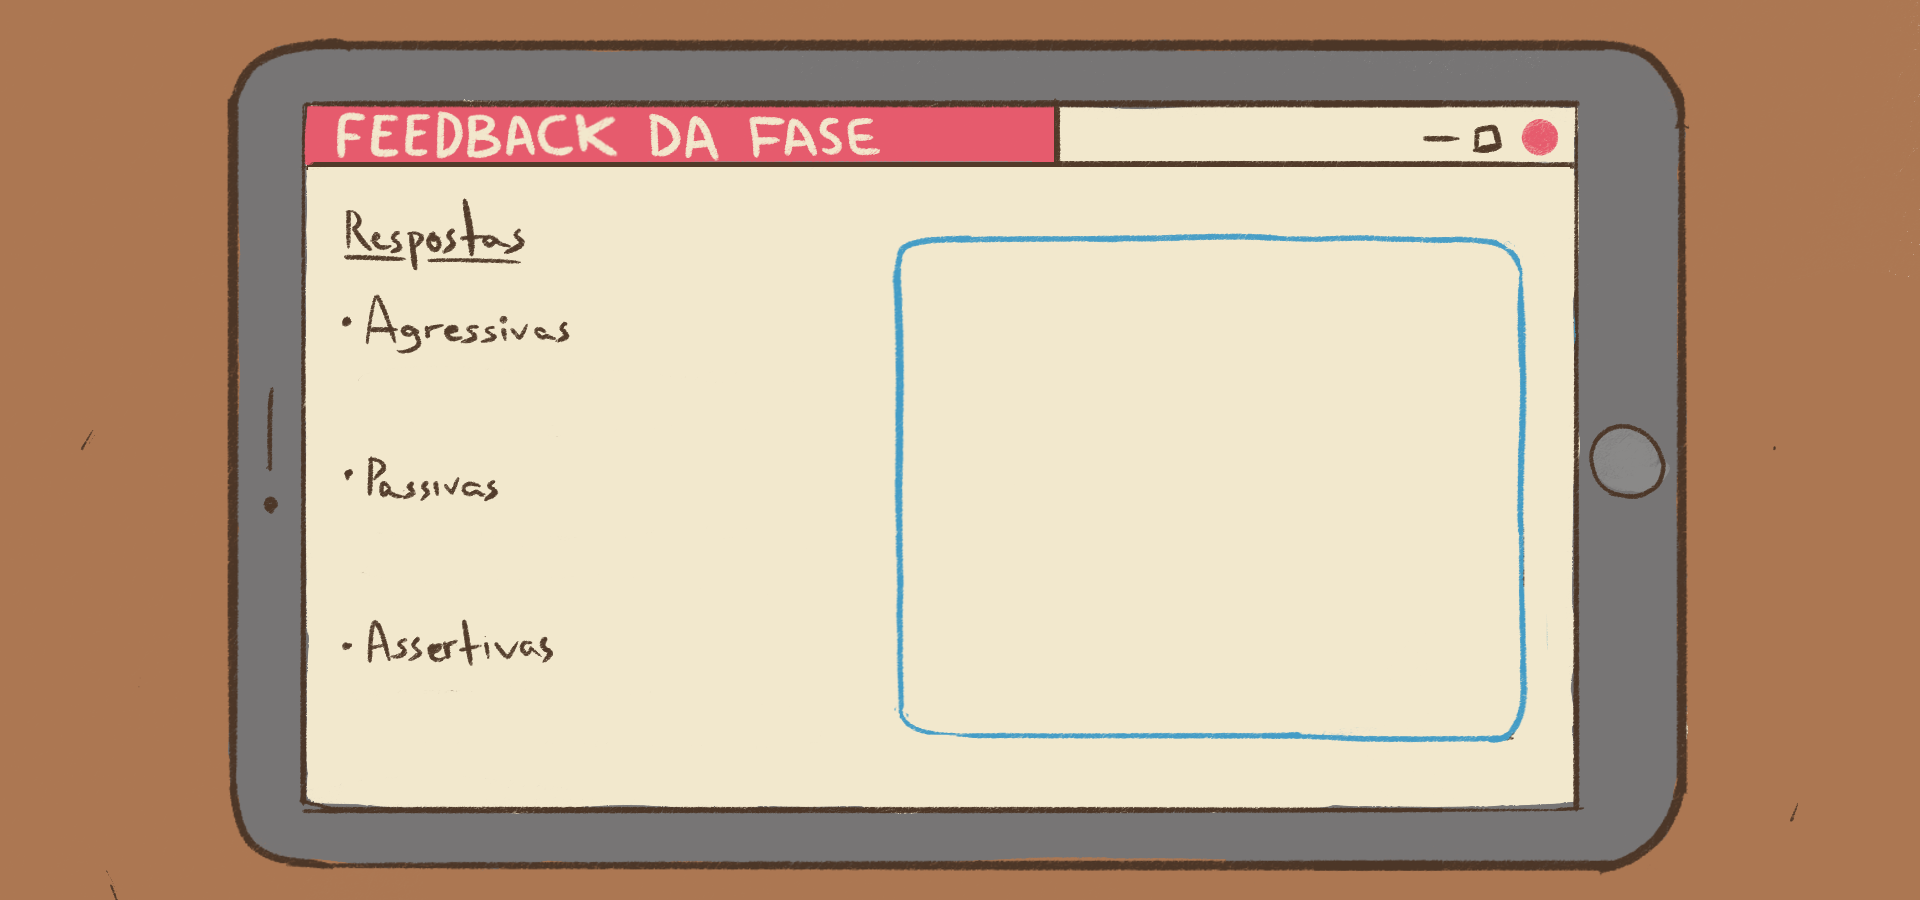 FEEDBACK DA FASE
Respostas
• Agressivas
• Passivas
• Assertivas